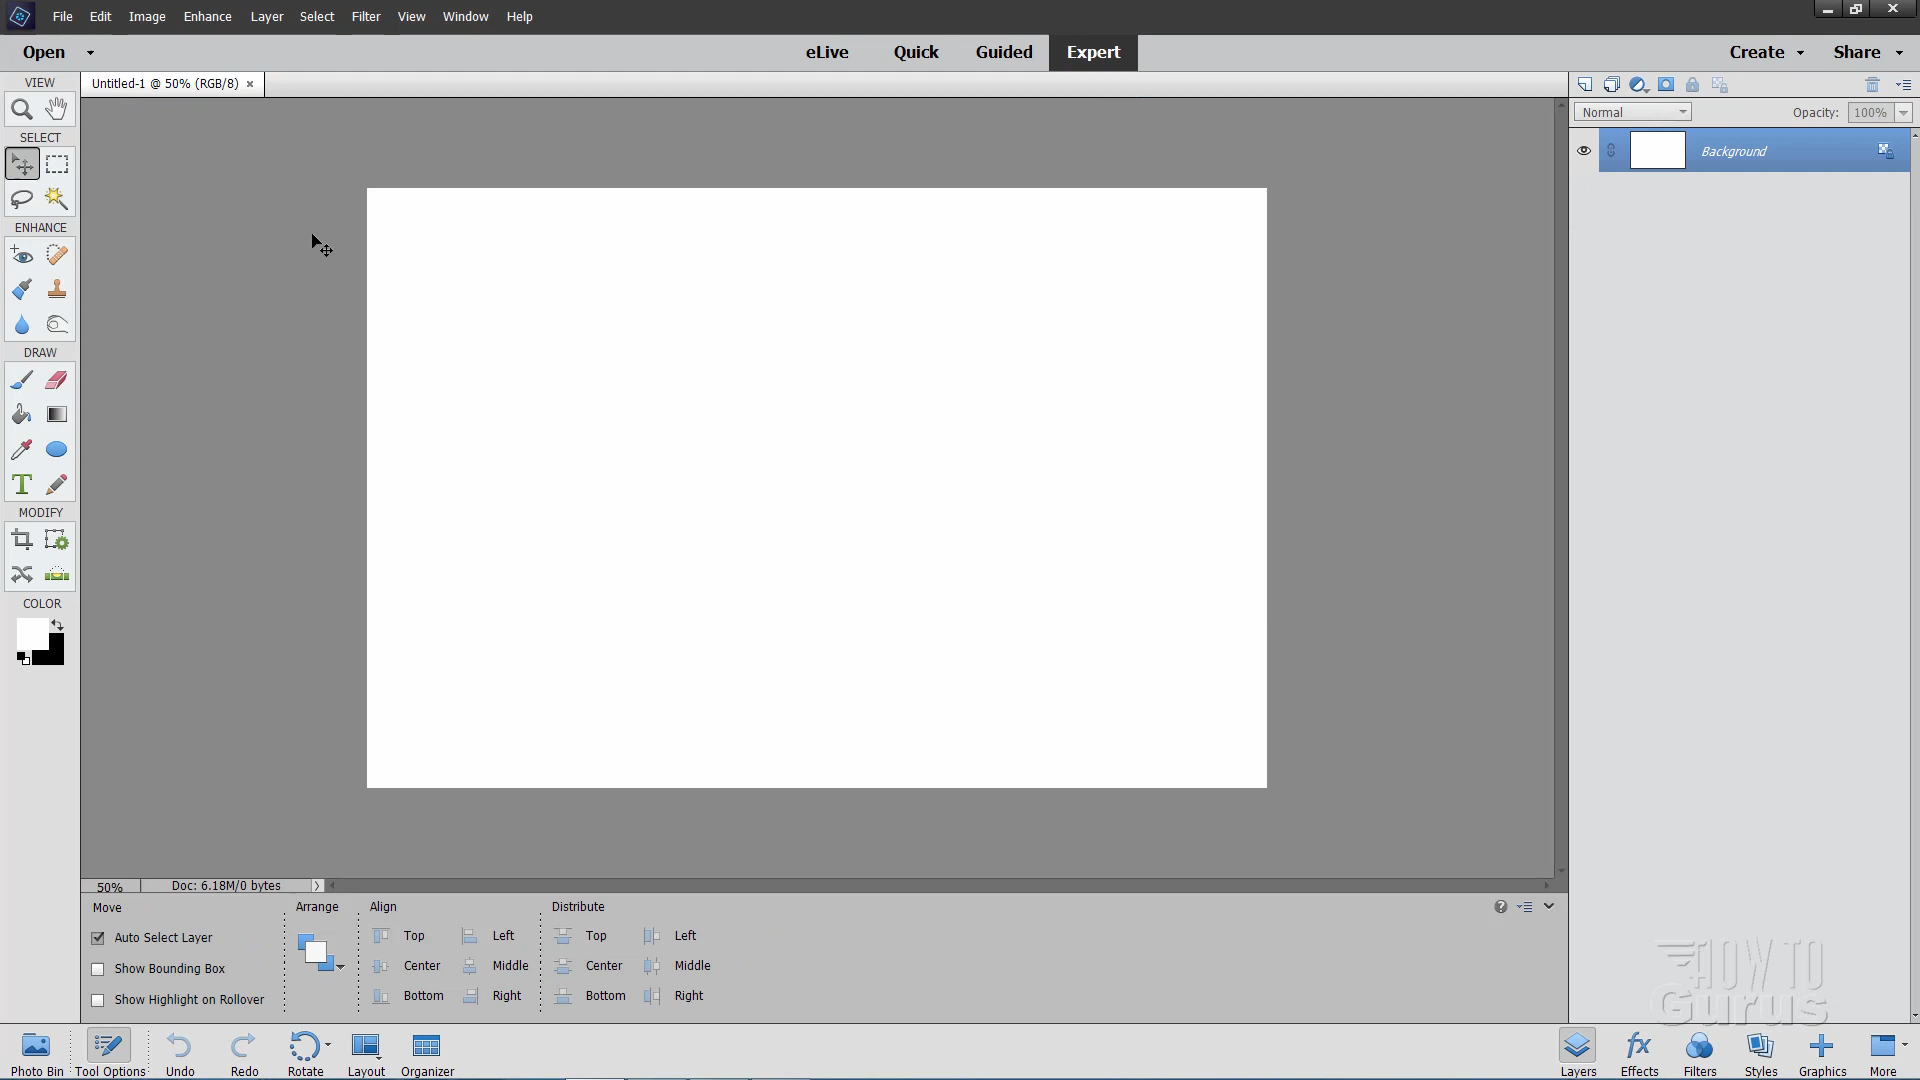 File Edit Image Enhance Layer Select Filter View Window Help
Open eLive Quick Guided Expert Create Share
VIEW
Untitled-1 @ 50% (RGB/8) ×
Normal Opacity: 100%
SELECT
Background
ENHANCE
DRAW
T
MODIFY
COLOR
50% Doc: 6.18M/0 bytes
Move Arrange Align Distribute
Auto Select Layer Top Left Top Left
Show Bounding Box Center Middle Center Middle
Show Highlight on Rollover Bottom Right Bottom Right
HOW TO
Gurus
Photo Bin Tool Options Undo Redo Rotate Layout Organizer Layers fx Effects Filters Styles Graphics More